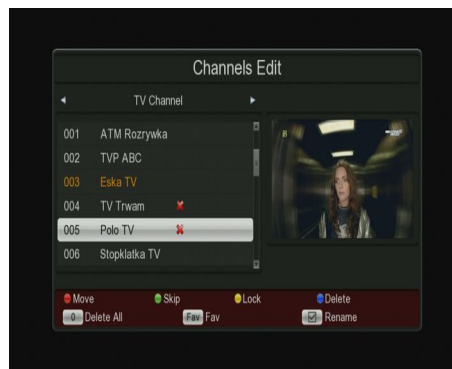 Channels Edit
TV Channel
001 ATM Rozrywka
002 TVP ABC
003 Eska TV
004 TV Trwam
005 Polo TV
006 Stopklatka TV
Move Skip Lock Delete
0 Delete All Fav Fav Rename